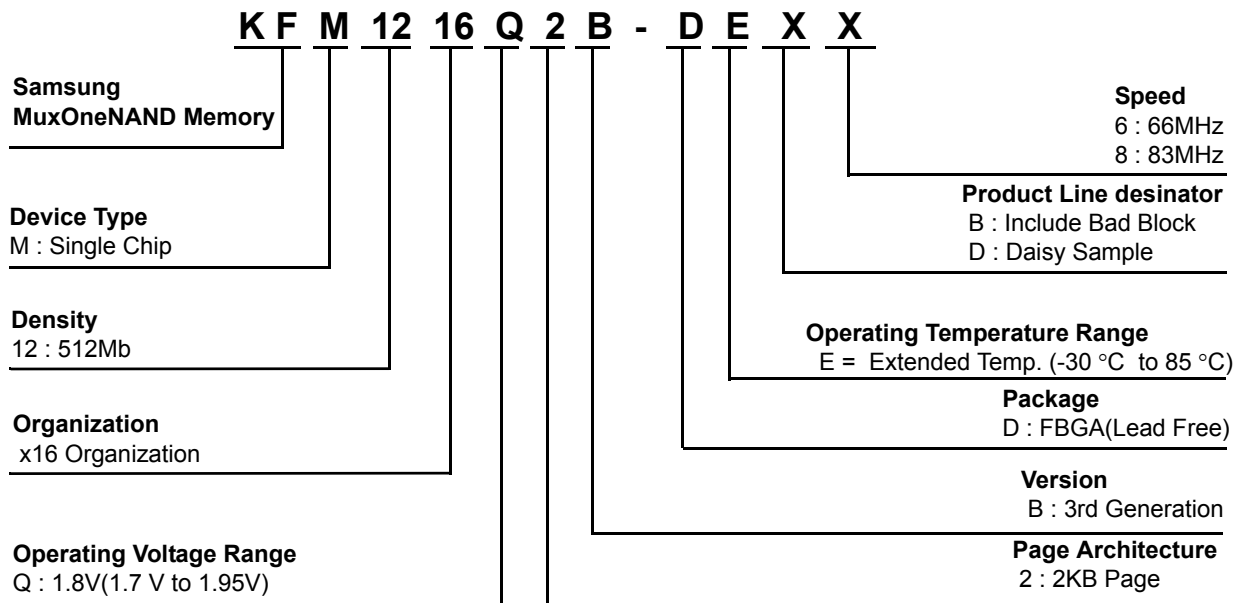 K F M 12 16 Q 2 B - D E X X
Samsung
MuxOneNAND Memory
Device Type
M : Single Chip
Density
12 : 512Mb
Organization
x16 Organization
Operating Voltage Range
Q : 1.8V(1.7 V to 1.95V)
Speed
6 : 66MHz
8 : 83MHz
Product Line desinator
B : Include Bad Block
D : Daisy Sample
Operating Temperature Range
E = Extended Temp. (-30 °C to 85 °C)
Package
D : FBGA(Lead Free)
Version
B : 3rd Generation
Page Architecture
2 : 2KB Page